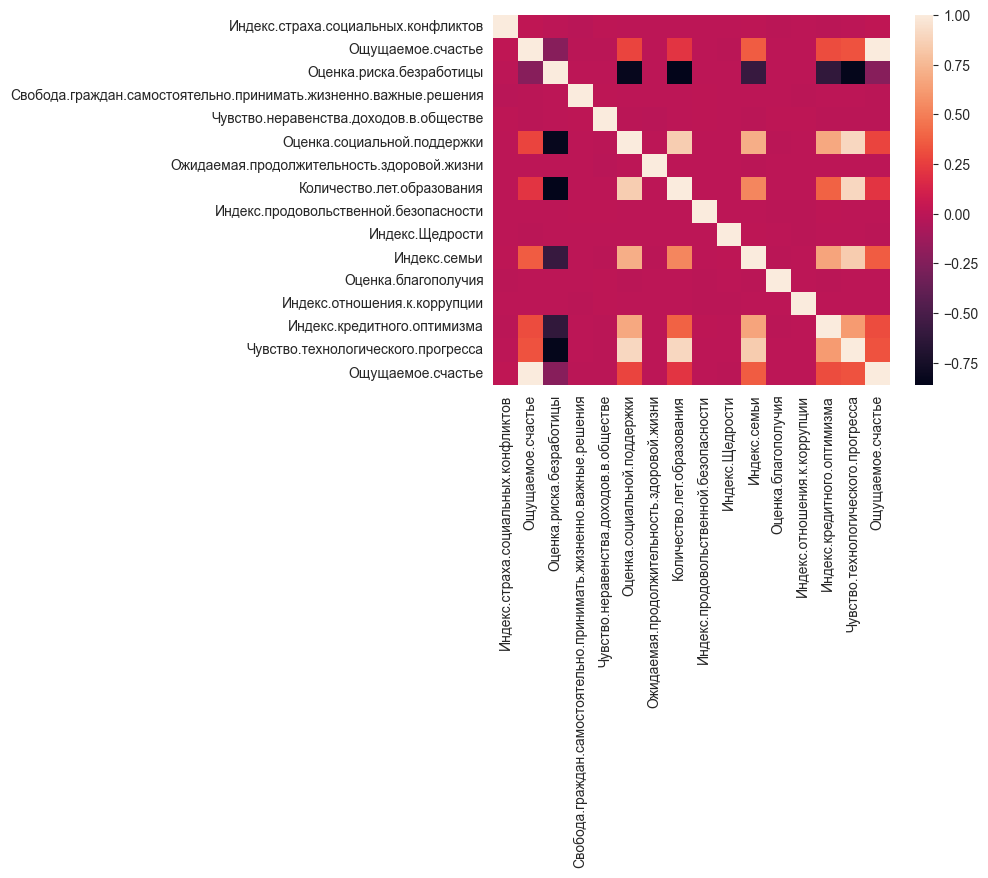 Индекс.страха.социальных.конфликтов
Ощущаемое.счастье
Оценка.риска.безработицы
Свобода.граждан.самостоятельно.принимать.жизненно.важные.решения
Чувство.неравенства.доходов.в.обществе
Оценка.социальной.поддержки
Ожидаемая.продолжительность.здоровой.жизни
Количество.лет.образования
Индекс.продовольственной.безопасности
Индекс.Щедрости
Индекс.семьи
Оценка.благополучия
Индекс.отношения.к.коррупции
Индекс.кредитного.оптимизма
Чувство.технологического.прогресса
Ощущаемое.счастье
Индекс.страха.социальных.конфликтов
Ощущаемое.счастье
Оценка.риска.безработицы
Свобода.граждан.самостоятельно.принимать.жизненно.важные.решения
Чувство.неравенства.доходов.в.обществе
Оценка.социальной.поддержки
Ожидаемая.продолжительность.здоровой.жизни
Количество.лет.образования
Индекс.продовольственной.безопасности
Индекс.Щедрости
Индекс.семьи
Оценка.благополучия
Индекс.отношения.к.коррупции
Индекс.кредитного.оптимизма
Чувство.технологического.прогресса
Ощущаемое.счастье
1.00
0.75
0.50
0.25
0.00
−0.25
−0.50
−0.75